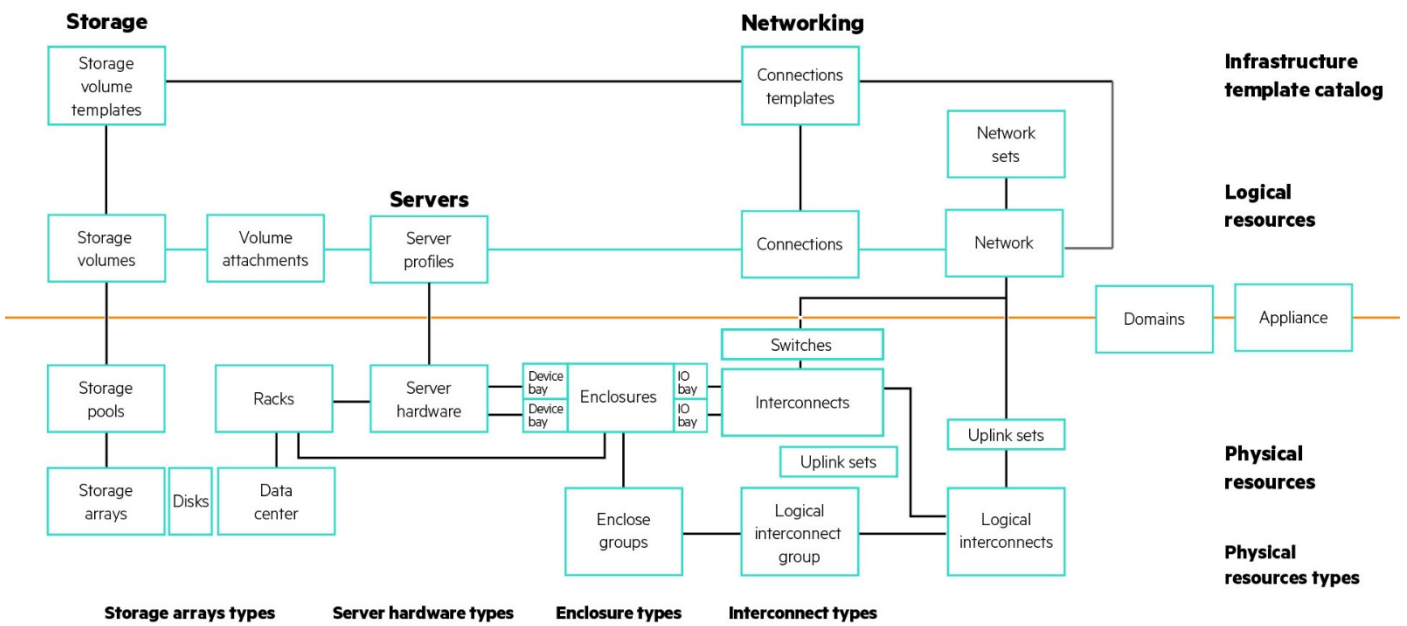 Storage
Networking
Storage
volume
templates
Connections
templates
Infrastructure
template catalog
Network
sets
Servers
Logical
resources
Storage
volumes
Volume
attachments
Server
profiles
Connections
Network
Domains
Appliance
Switches
Storage
pools
Racks
Server
hardware
Device
bay
Device
bay
Enclosures
IO
bay
IO
bay
Interconnects
Uplink sets
Uplink sets
Physical
resources
Storage
arrays
Disks
Data
center
Enclose
groups
Logical
interconnect
group
Logical
interconnects
Physical
resources types
Storage arrays types
Server hardware types
Enclosure types
Interconnect types